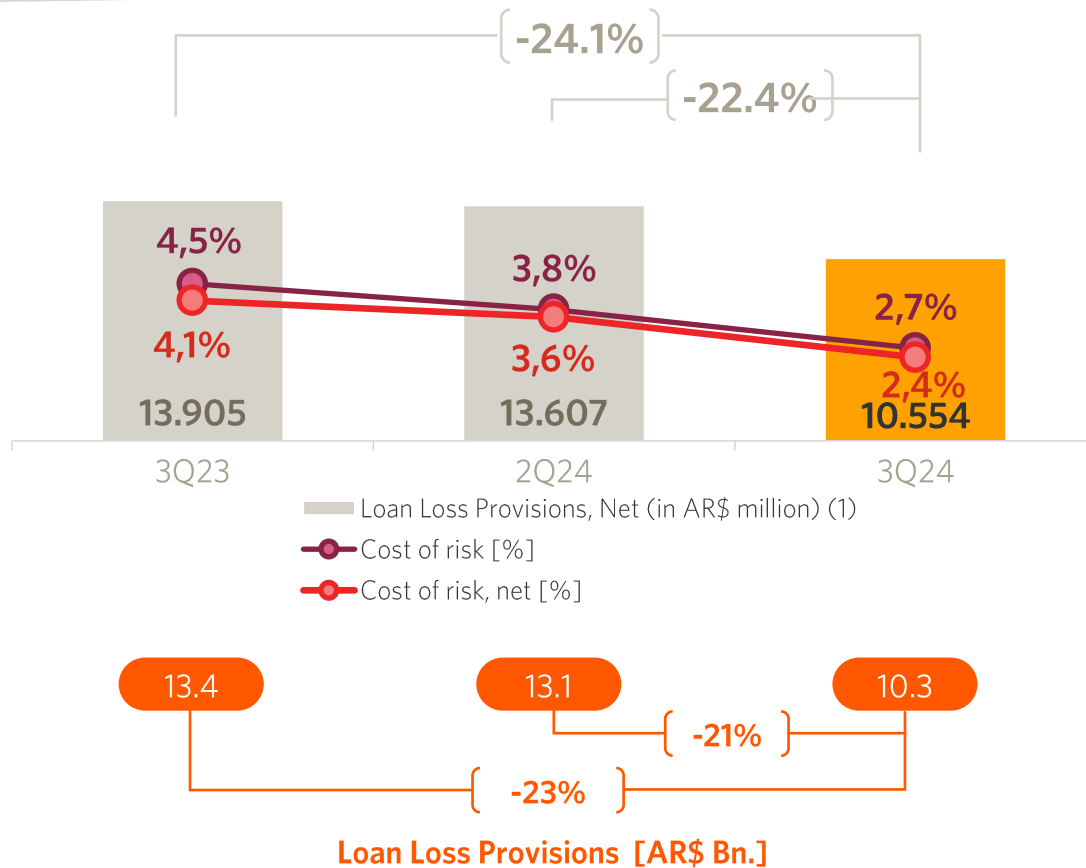 -24.1%
-22.4%
4,5%
3,8%
2,7%
4,1%
3,6%
2,4%
13.905
13.607
10.554
3Q23
2Q24
3Q24
Loan Loss Provisions, Net (in AR$ million) (1)
Cost of risk [%]
Cost of risk, net [%]
13.4
13.1
10.3
-21%
-23%
Loan Loss Provisions [AR$ Bn.]